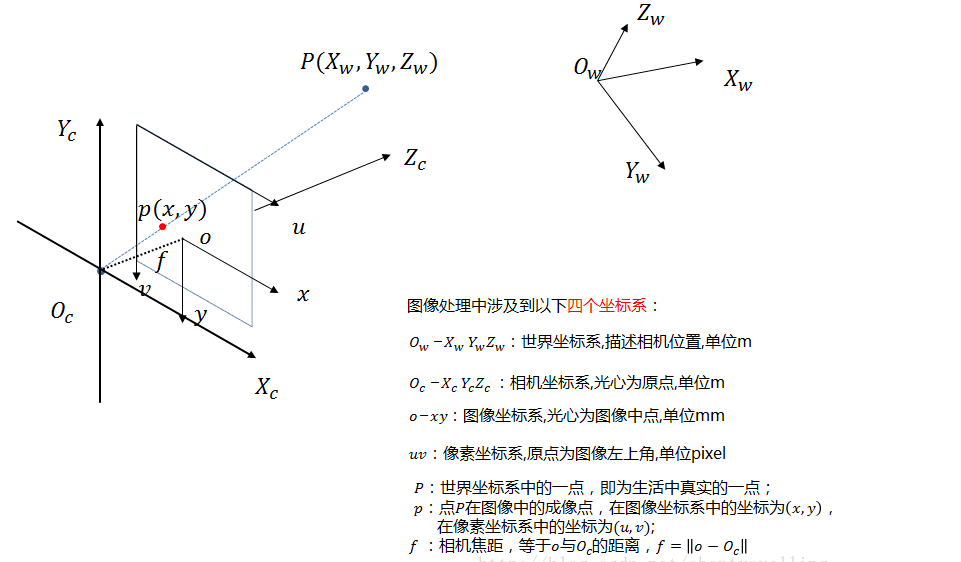 Z_w
P(X_w, Y_w, Z_w)
O_w
X_w
Y_c
Z_c
Y_w
p(x, y)
u
o
f
v
x
O_c
y
X_c
图像处理中涉及到以下四个坐标系：
O_w − X_w Y_w Z_w：世界坐标系,描述相机位置,单位m
O_c − X_c Y_c Z_c ：相机坐标系,光心为原点,单位m
o − xy：图像坐标系,光心为图像中点,单位mm
uv：像素坐标系,原点为图像左上角,单位pixel
P：世界坐标系中的一点，即为生活中真实的一点；
p：点P在图像中的成像点，在图像坐标系中的坐标为(x, y)，
在像素坐标系中的坐标为(u, v);
f ：相机焦距，等于o与O_c的距离，f = ‖o − O_c‖